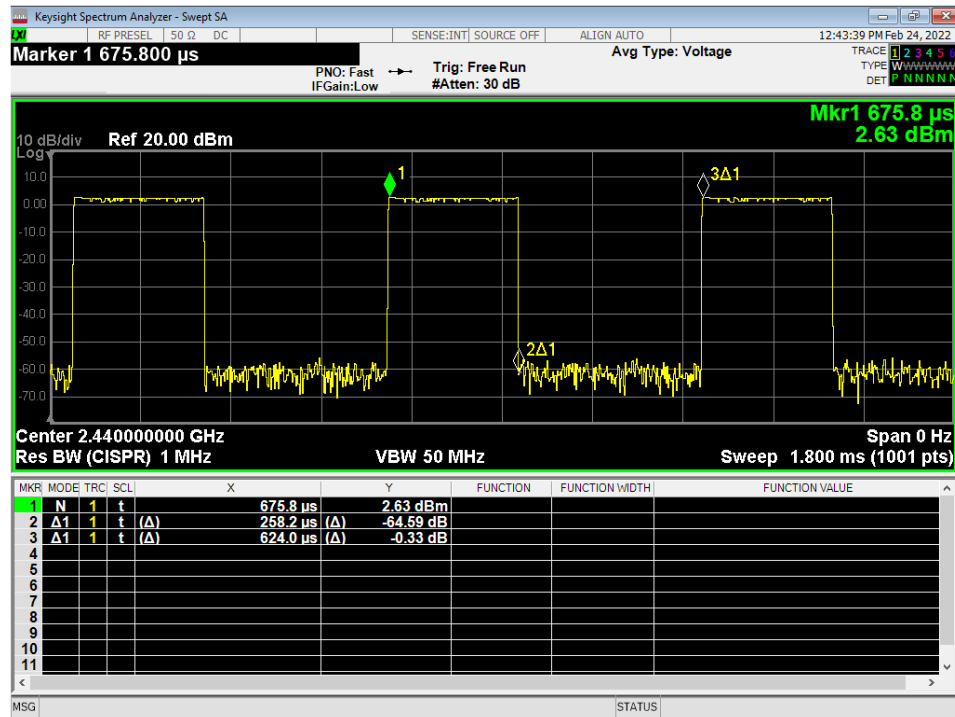 Keysight Spectrum Analyzer - Swept SA
LXI RF PRESEL 50 Ω DC SENSE:INT SOURCE OFF ALIGN AUTO 12:43:39 PM Feb 24, 2022
Marker 1 675.800 μs
PNO: Fast
IFGain:Low
Trig: Free Run
#Atten: 30 dB
Avg Type: Voltage
TRACE 1 2 3 4 5 6
TYPE WWWWWW
DET P N N N N N
Mkr1 675.8 μs
2.63 dBm
10 dB/div Ref 20.00 dBm
Log
10.0
0.00
-10.0
-20.0
-30.0
-40.0
-50.0
-60.0
-70.0
1
3Δ1
2Δ1
Center 2.440000000 GHz Span 0 Hz
Res BW (CISPR) 1 MHz VBW 50 MHz Sweep 1.800 ms (1001 pts)
MKR MODE TRC SCL X Y FUNCTION FUNCTION WIDTH FUNCTION VALUE
1 N 1 t 675.8 μs 2.63 dBm
2 Δ1 1 t (Δ) 258.2 μs (Δ) -64.59 dB
3 Δ1 1 t (Δ) 624.0 μs (Δ) -0.33 dB
4
5
6
7
8
9
10
11
MSG STATUS